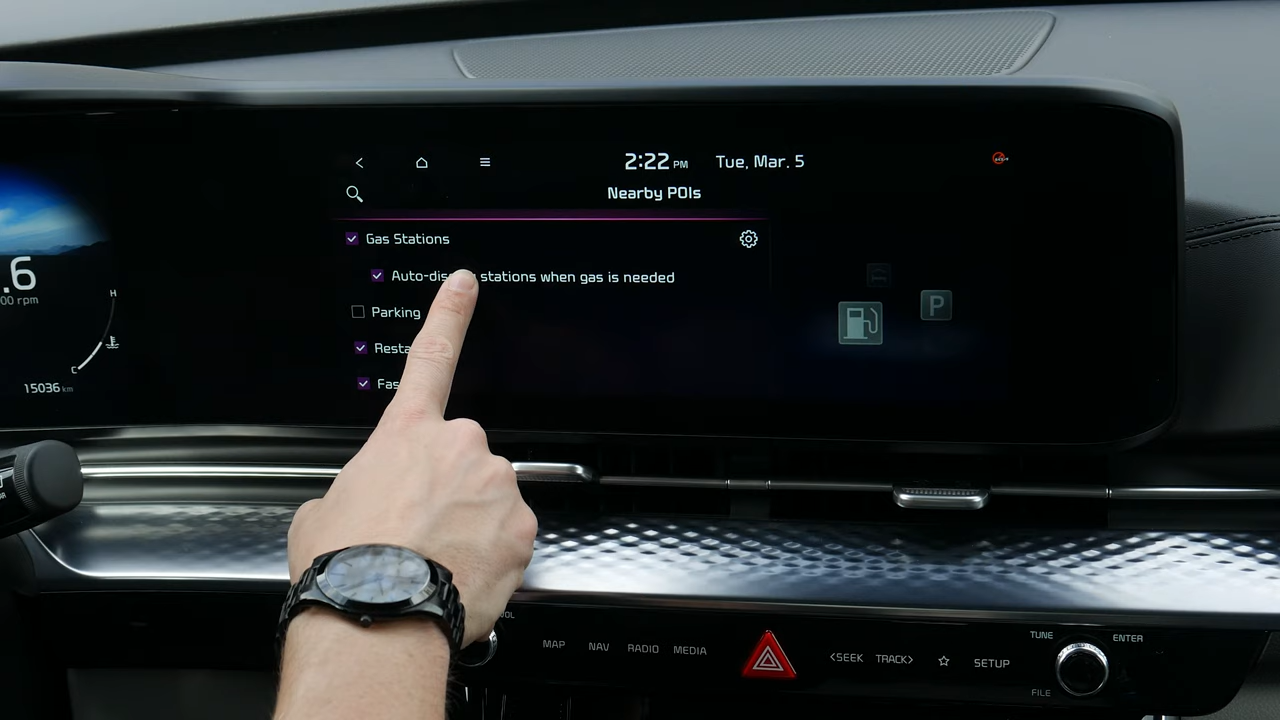 2:22 PM Tue, Mar. 5
Nearby POIs
Gas Stations
stations when gas is needed
Parking
.6
00 rpm
H
C
15036 km
P
MAP NAV RADIO MEDIA
<SEEK TRACK> SETUP
TUNE ENTER
FILE